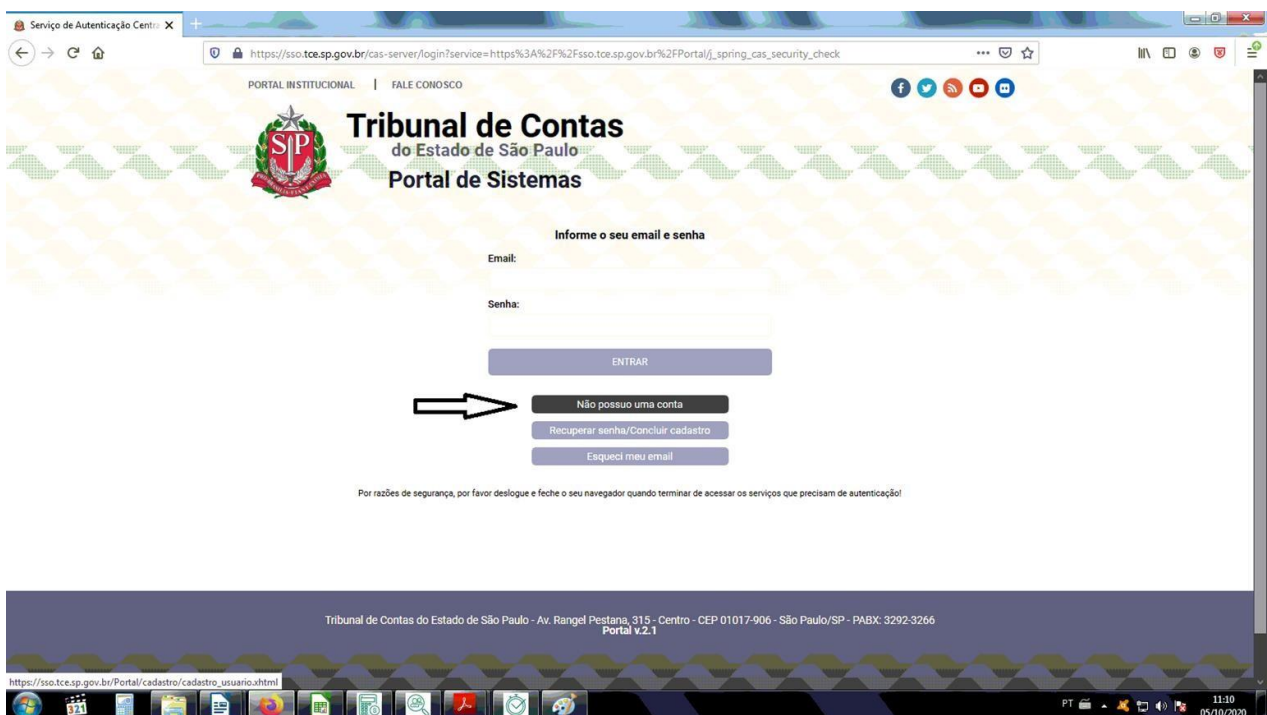 Serviço de Autenticação Centr
https://sso.tce.sp.gov.br/cas-server/login?service=https%3A%2F%2Fsso.tce.sp.gov.br%2FPortal/j_spring_cas_security_check
PORTAL INSTITUCIONAL | FALE CONOSCO
SP
Tribunal de Contas
do Estado de São Paulo
Portal de Sistemas
Informe o seu email e senha
Email:
Senha:
ENTRAR
Não possuo uma conta
Recuperar senha/Concluir cadastro
Esqueci meu email
Por razões de segurança, por favor deslogue e feche o seu navegador quando terminar de acessar os serviços que precisam de autenticação!
Tribunal de Contas do Estado de São Paulo - Av. Rangel Pestana, 315 - Centro - CEP 01017-906 - São Paulo/SP - PABX: 3292-3266
Portal v.2.1
https://sso.tce.sp.gov.br/Portal/cadastro/cadastro_usuario.xhtml
321
PT
11:10
05/10/2020